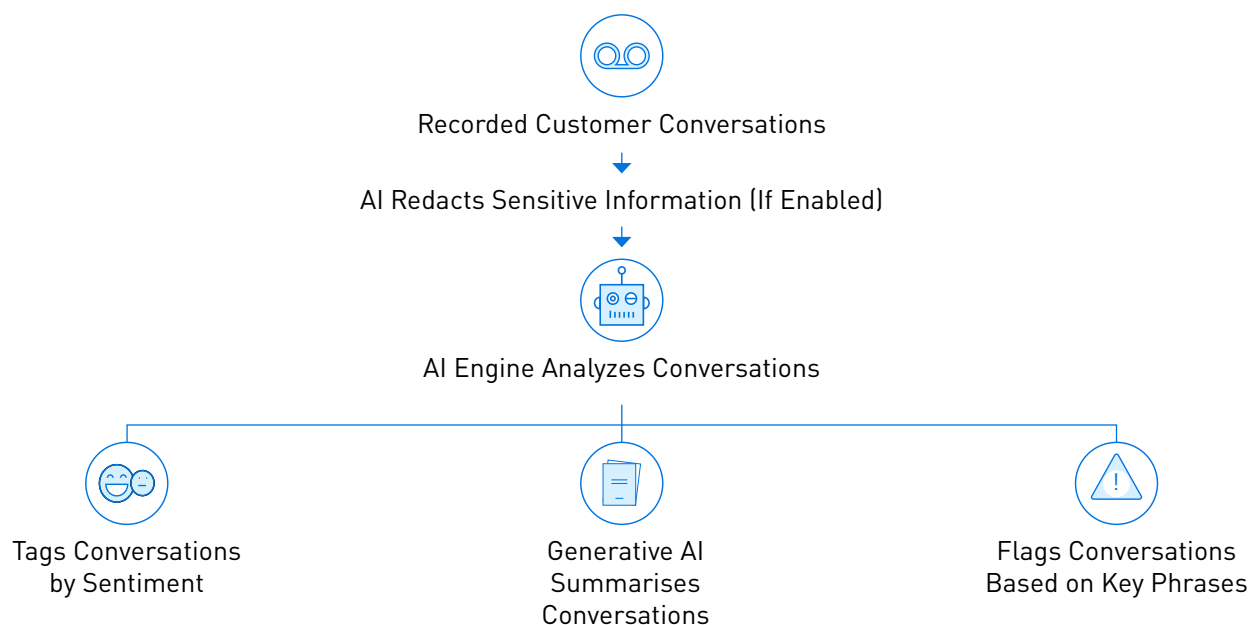 Recorded Customer Conversations
AI Redacts Sensitive Information (If Enabled)
AI Engine Analyzes Conversations
Tags Conversations
by Sentiment
Generative AI
Summarises
Conversations
Flags Conversations
Based on Key Phrases